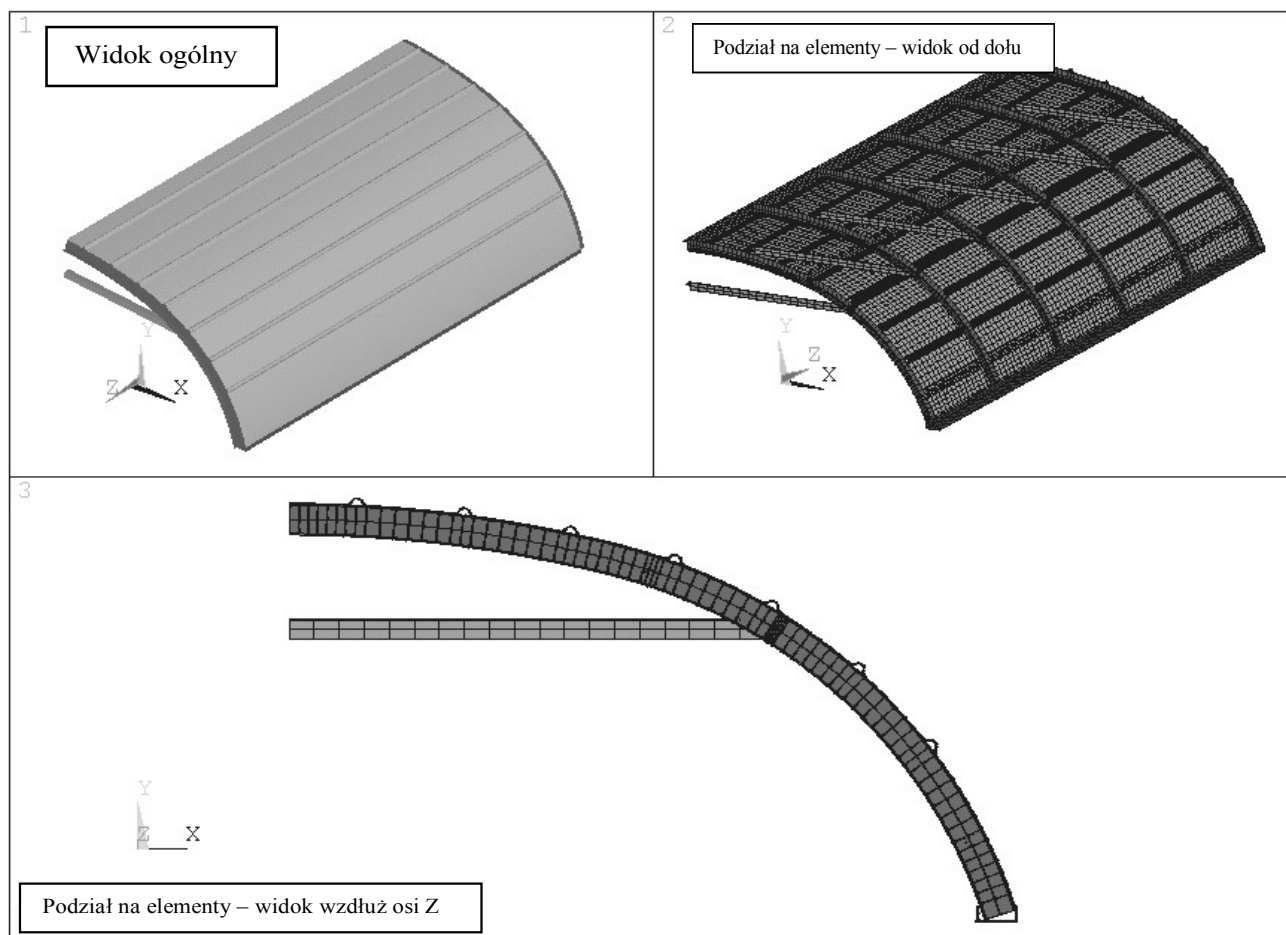 1
Widok ogólny
Y
Z
X
2
Podział na elementy – widok od dołu
Y
Z
X
3
Y
Z
X
Podział na elementy – widok wzdłuż osi Z